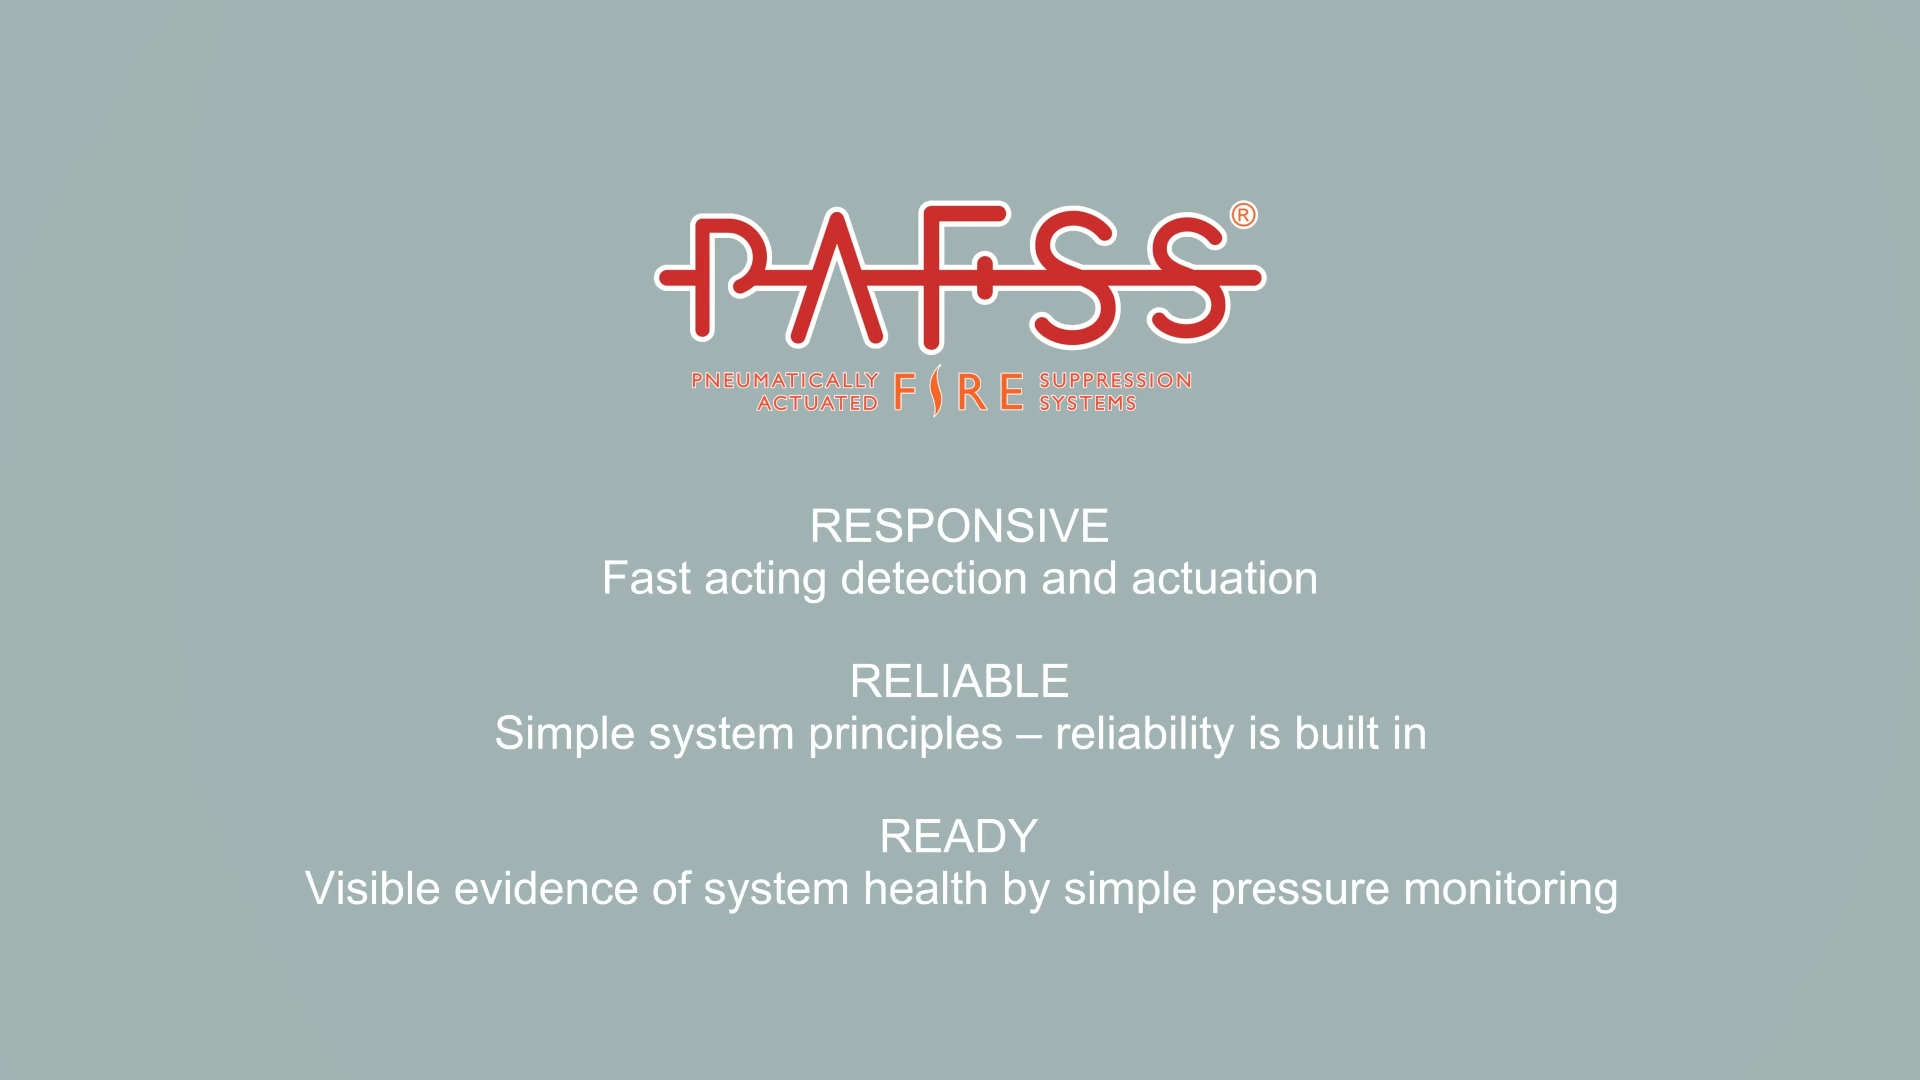 PAFSS®
PNEUMATICALLY ACTUATED FIRE SUPPRESSION SYSTEMS
RESPONSIVE
Fast acting detection and actuation
RELIABLE
Simple system principles – reliability is built in
READY
Visible evidence of system health by simple pressure monitoring